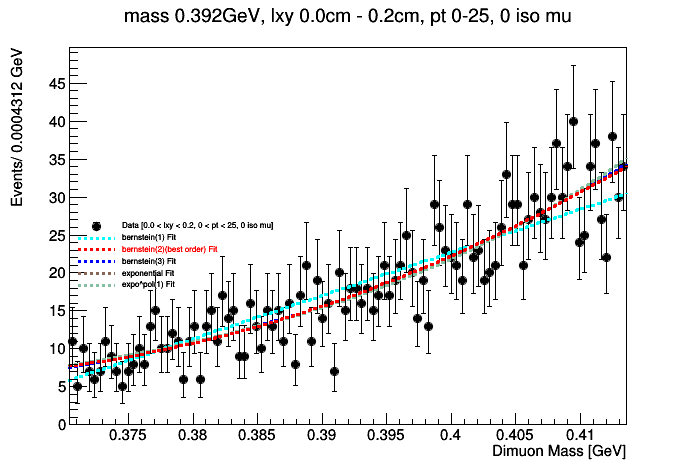 mass 0.392GeV, lxy 0.0cm - 0.2cm, pt 0-25, 0 iso mu
Events/ 0.0004312 GeV
45
40
35
30
25
20
15
10
5
0
Data [0.0 < lxy < 0.2, 0 < pt < 25, 0 iso mu]
bernstein(1) Fit
bernstein(2)(best order) Fit
bernstein(3) Fit
exponential Fit
expo*pol(1) Fit
0.375 0.38 0.385 0.39 0.395 0.4 0.405 0.41
Dimuon Mass [GeV]